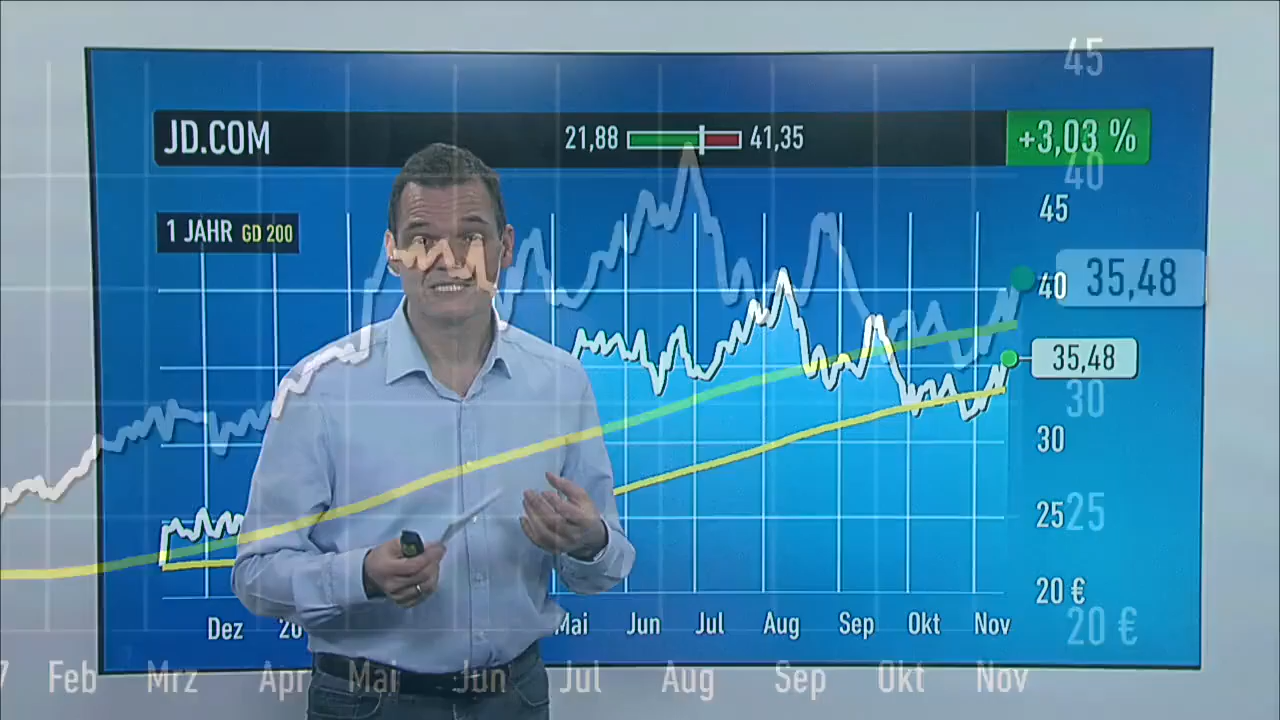 45
JD.COM 21,88 41,35 +3,03 %
40
1 JAHR GD 200
45
40 35,48
35,48
30
30
25 25
20 €
20 €
Dez 20 Mai Jun Jul Aug Sep Okt Nov
7 Feb Mrz Apr Mai Jun Jul Aug Sep Okt Nov